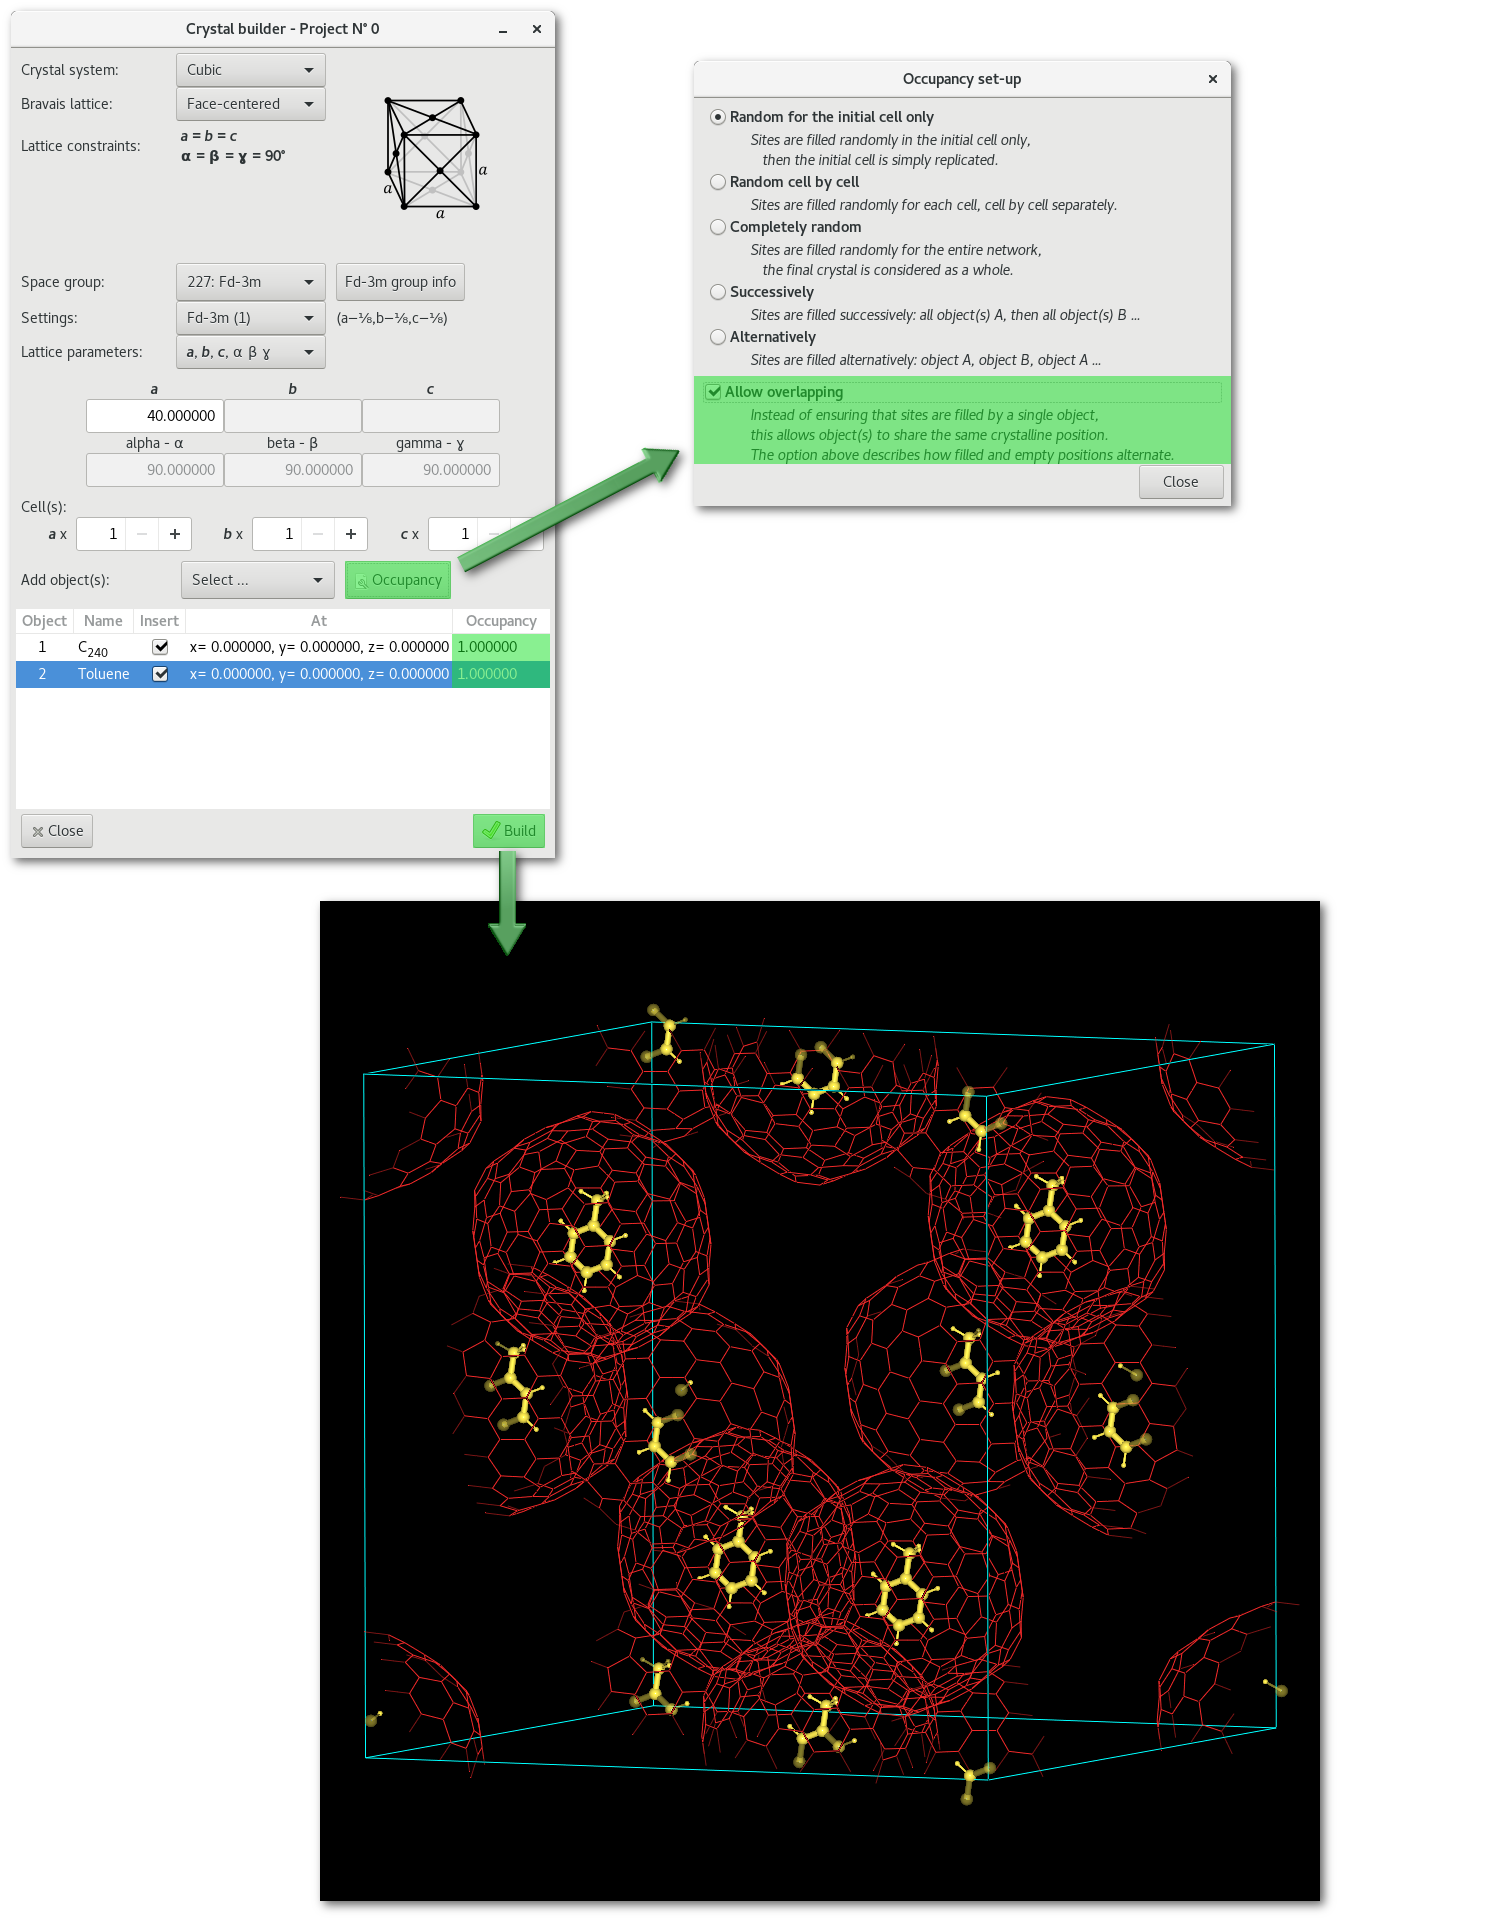 Crystal builder - Project N° 0
Crystal system:
Cubic
Bravais lattice:
Face-centered
Lattice constraints:
a = b = c
α = β = ɣ = 90°
a
a
a
Space group:
227: Fd-3m
Fd-3m group info
Settings:
Fd-3m (1)
(a−⅛,b−⅛,c−⅛)
Lattice parameters:
a, b, c, α β ɣ
a b c
40.000000
alpha - α beta - β gamma - ɣ
90.000000 90.000000 90.000000
Cell(s):
a x 1 − + b x 1 − + c x 1 −
Add object(s):
Select ...
Occupancy
Object Name Insert At Occupancy
1 C240 x= 0.000000, y= 0.000000, z= 0.000000 1.000000
2 Toluene x= 0.000000, y= 0.000000, z= 0.000000 1.000000
Close
Build
Occupancy set-up
Random for the initial cell only
Sites are filled randomly in the initial cell only,
then the initial cell is simply replicated.
Random cell by cell
Sites are filled randomly for each cell, cell by cell separately.
Completely random
Sites are filled randomly for the entire network,
the final crystal is considered as a whole.
Successively
Sites are filled successively: all object(s) A, then all object(s) B ...
Alternatively
Sites are filled alternatively: object A, object B, object A ...
Allow overlapping
Instead of ensuring that sites are filled by a single object,
this allows object(s) to share the same crystalline position.
The option above describes how filled and empty positions alternate.
Close